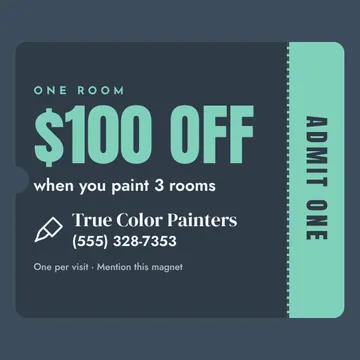 ONE ROOM
$100 OFF
when you paint 3 rooms
True Color Painters
(555) 328-7353
One per visit · Mention this magnet
ADMIT ONE